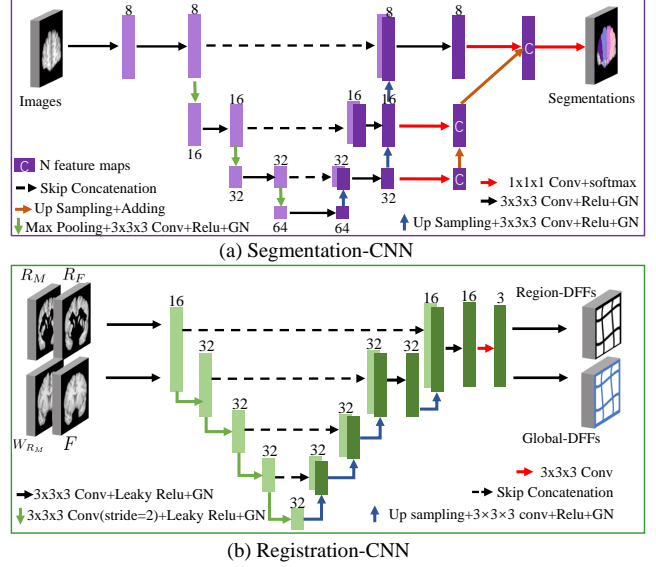 8 8 8 8
C
Images
Segmentations
16 16
16
C
C N feature maps
32 32
32 32
C
Skip Concatenation
1x1x1 Conv+softmax
Up Sampling+Adding
3x3x3 Conv+Relu+GN
64 64
Max Pooling+3x3x3 Conv+Relu+GN
Up Sampling+3x3x3 Conv+Relu+GN
(a) Segmentation-CNN
R_M R_F
16 16 16 3
Region-DFFs
32 32 32
32 32
W_{R_M} F
Global-DFFs
32 32
32
3x3x3 Conv+Leaky Relu+GN
3x3x3 Conv
Skip Concatenation
3x3x3 Conv(stride=2)+Leaky Relu+GN
Up sampling+3×3×3 conv+Relu+GN
(b) Registration-CNN